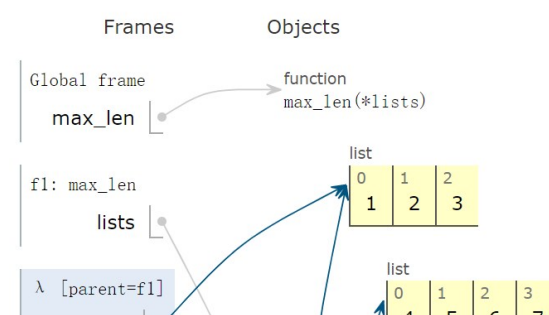 Frames Objects
Global frame
max_len
function
max_len(*lists)
f1: max_len
lists
list
0 1 2
1 2 3
λ [parent=f1]
list
0 1 2 3